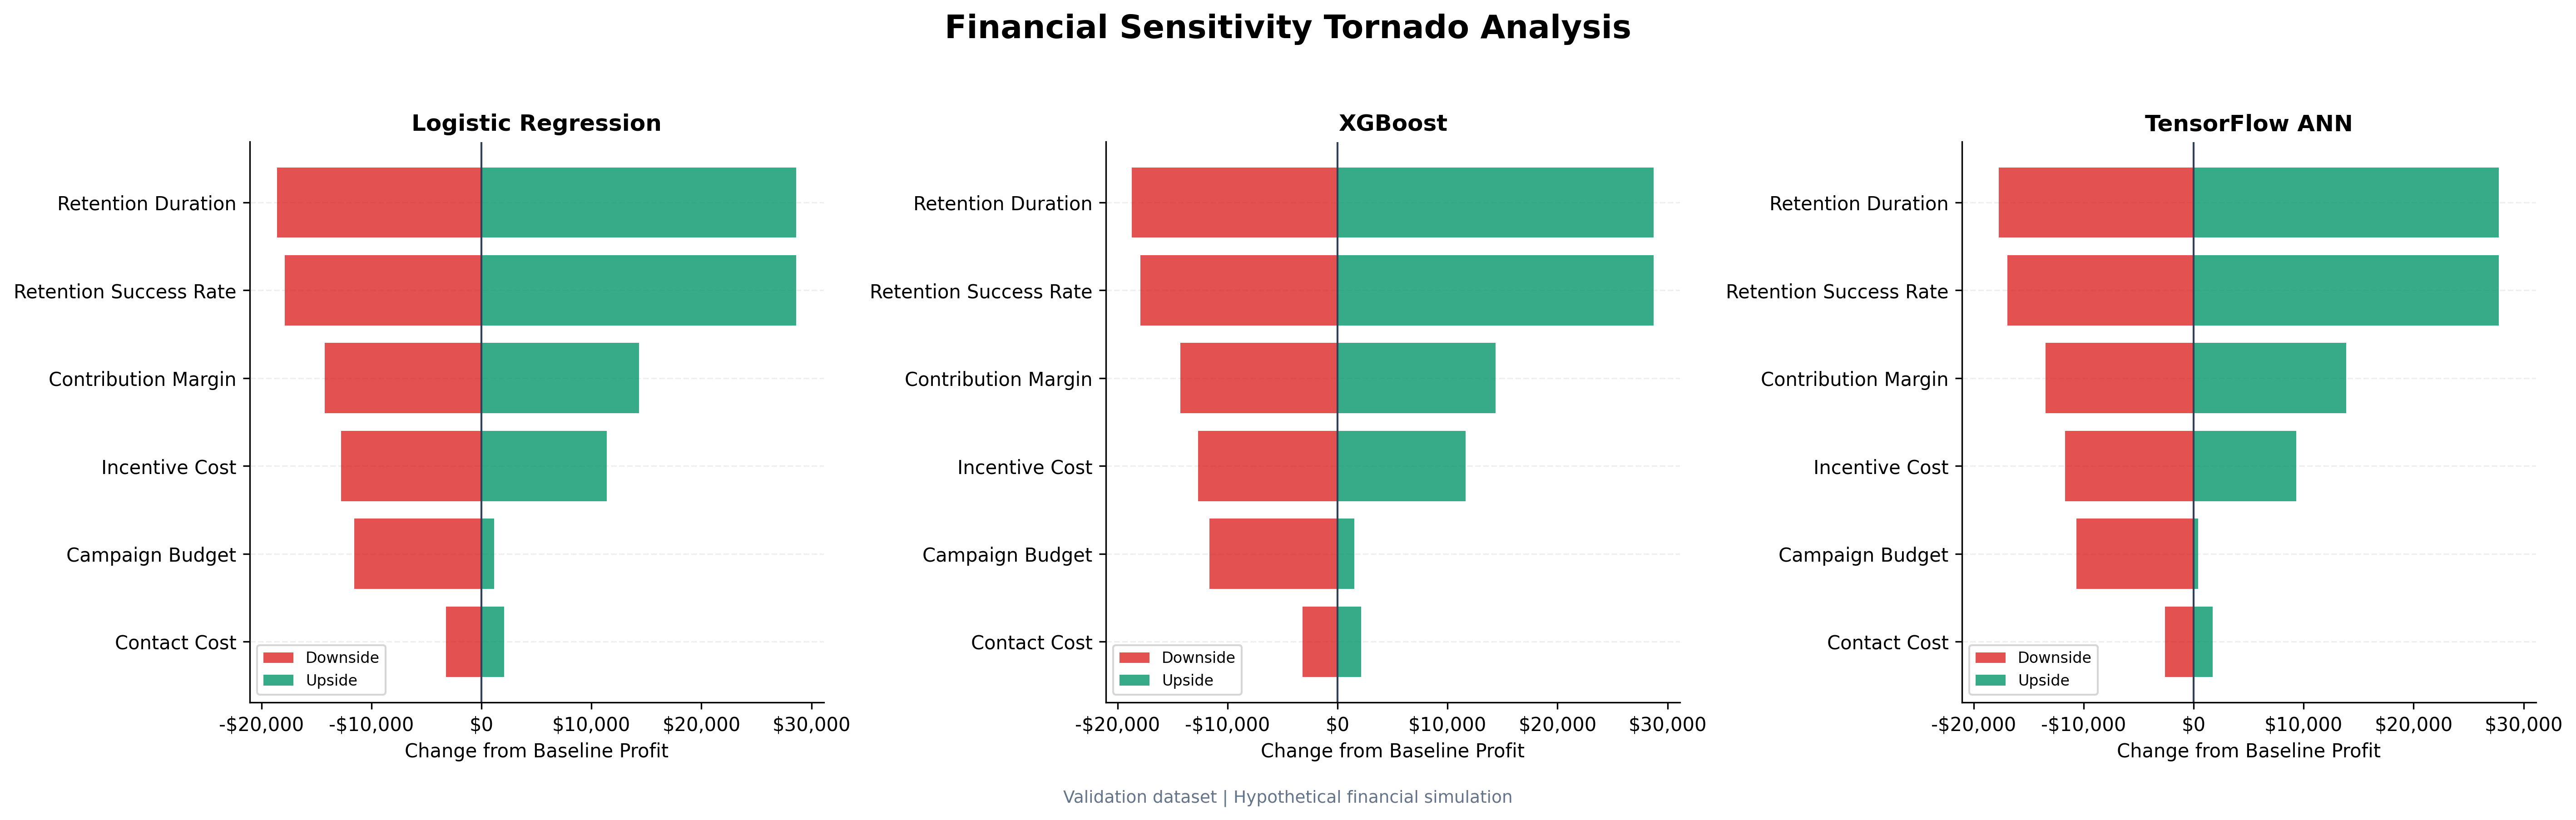 Financial Sensitivity Tornado Analysis
Logistic Regression
Retention Duration
Retention Success Rate
Contribution Margin
Incentive Cost
Campaign Budget
Contact Cost
Downside
Upside
-$20,000 -$10,000 $0 $10,000 $20,000 $30,000
Change from Baseline Profit
XGBoost
Retention Duration
Retention Success Rate
Contribution Margin
Incentive Cost
Campaign Budget
Contact Cost
Downside
Upside
-$20,000 -$10,000 $0 $10,000 $20,000 $30,000
Change from Baseline Profit
TensorFlow ANN
Retention Duration
Retention Success Rate
Contribution Margin
Incentive Cost
Campaign Budget
Contact Cost
Downside
Upside
-$20,000 -$10,000 $0 $10,000 $20,000 $30,000
Change from Baseline Profit
Validation dataset | Hypothetical financial simulation